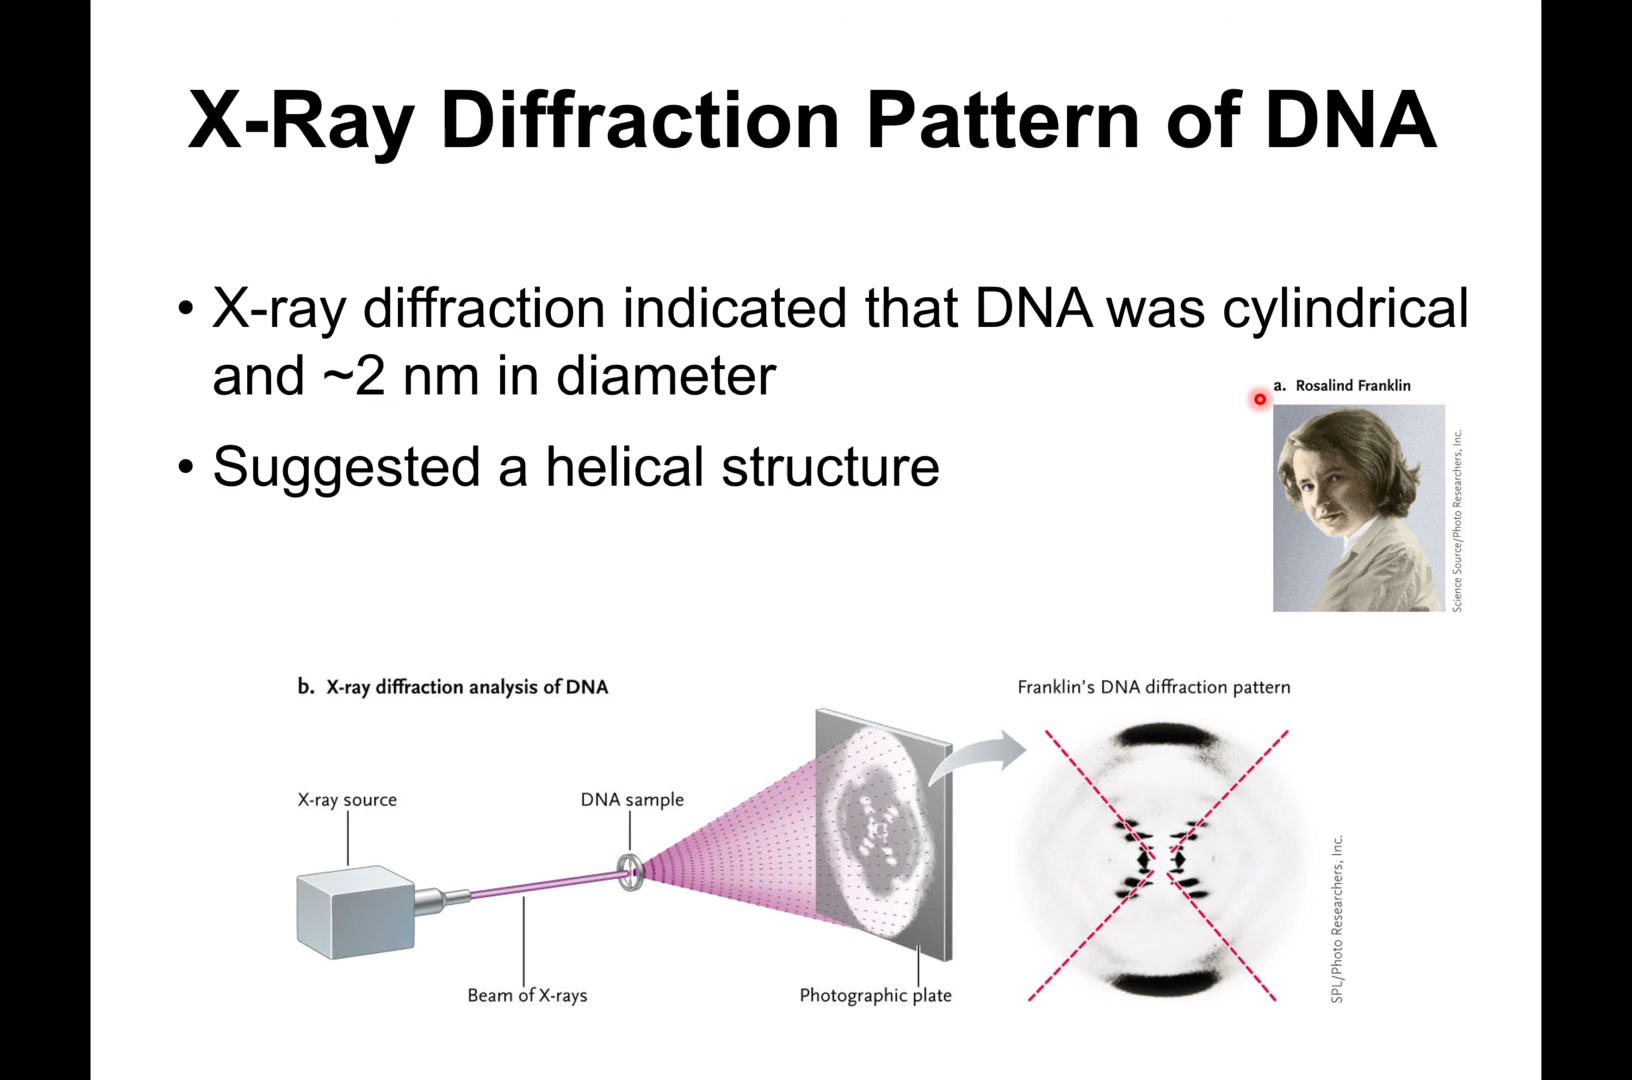 X-Ray Diffraction Pattern of DNA
• X-ray diffraction indicated that DNA was cylindrical
and ~2 nm in diameter
• Suggested a helical structure
a. Rosalind Franklin
Science Source/Photo Researchers, Inc.
b. X-ray diffraction analysis of DNA
Franklin's DNA diffraction pattern
X-ray source
DNA sample
Beam of X-rays
Photographic plate
SPL/Photo Researchers, Inc.